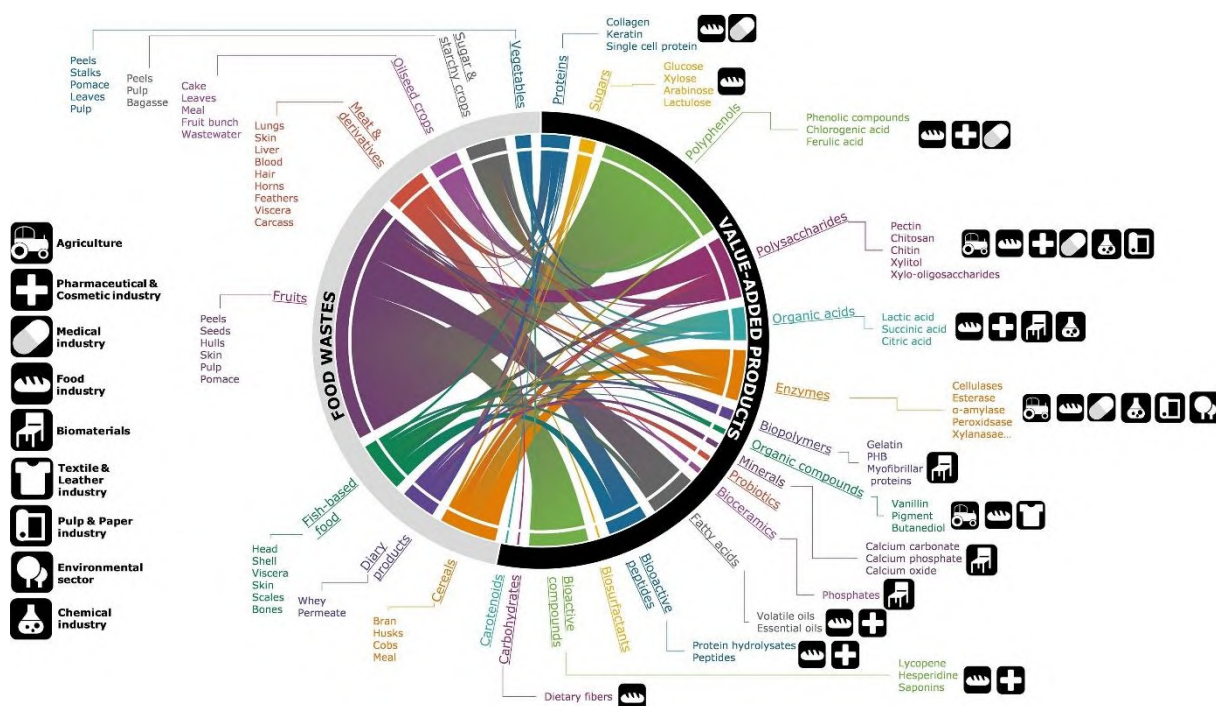 Vegetables
Peels
Stalks
Pomace
Leaves
Pulp
Sugar &
starchy crops
Peels
Pulp
Bagasse
Oilsed crops
Cake
Leaves
Meal
Fruit bunch
Wastewater
Meat &
derivatives
Lungs
Skin
Liver
Blood
Hair
Horns
Feathers
Viscera
Carcass
Fruits
Peels
Seeds
Hulls
Skin
Pulp
Pomace
Fish-based
food
Head
Shell
Viscera
Skin
Scales
Bones
Diary
products
Whey
Permeate
Cereals
Bran
Husks
Cobs
Meal
FOOD WASTES
VALUE-ADDED PRODUCTS
Proteins
Collagen
Keratin
Single cell protein
Sugars
Glucose
Xylose
Arabinose
Lactulose
Polyphenols
Phenolic compounds
Chlorogenic acid
Ferulic acid
Polysaccharides
Pectin
Chitosan
Chitin
Xylitol
Xylo-oligosaccharides
Organic acids
Lactic acid
Succinic acid
Citric acid
Enzymes
Cellulases
Esterase
α-amylase
Peroxidsase
Xylanasae...
Biopolymers
Gelatin
PHB
Myofibrillar
proteins
Organic compounds
Vanillin
Pigment
Butanediol
Minerals
Calcium carbonate
Calcium phosphate
Calcium oxide
Probiotics
Bioceramics
Phosphates
Fatty acids
Volatile oils
Essential oils
Biooactive
peptides
Protein hydrolysates
Peptides
Biosurfactants
Bioactive
compounds
Lycopene
Hesperidine
Saponins
Carbohydrates
Dietary fibers
Carotenoids
Agriculture
Pharmaceutical &
Cosmetic industry
Medical
industry
Food
industry
Biomaterials
Textile &
Leather
industry
Pulp & Paper
industry
Environmental
sector
Chemical
industry